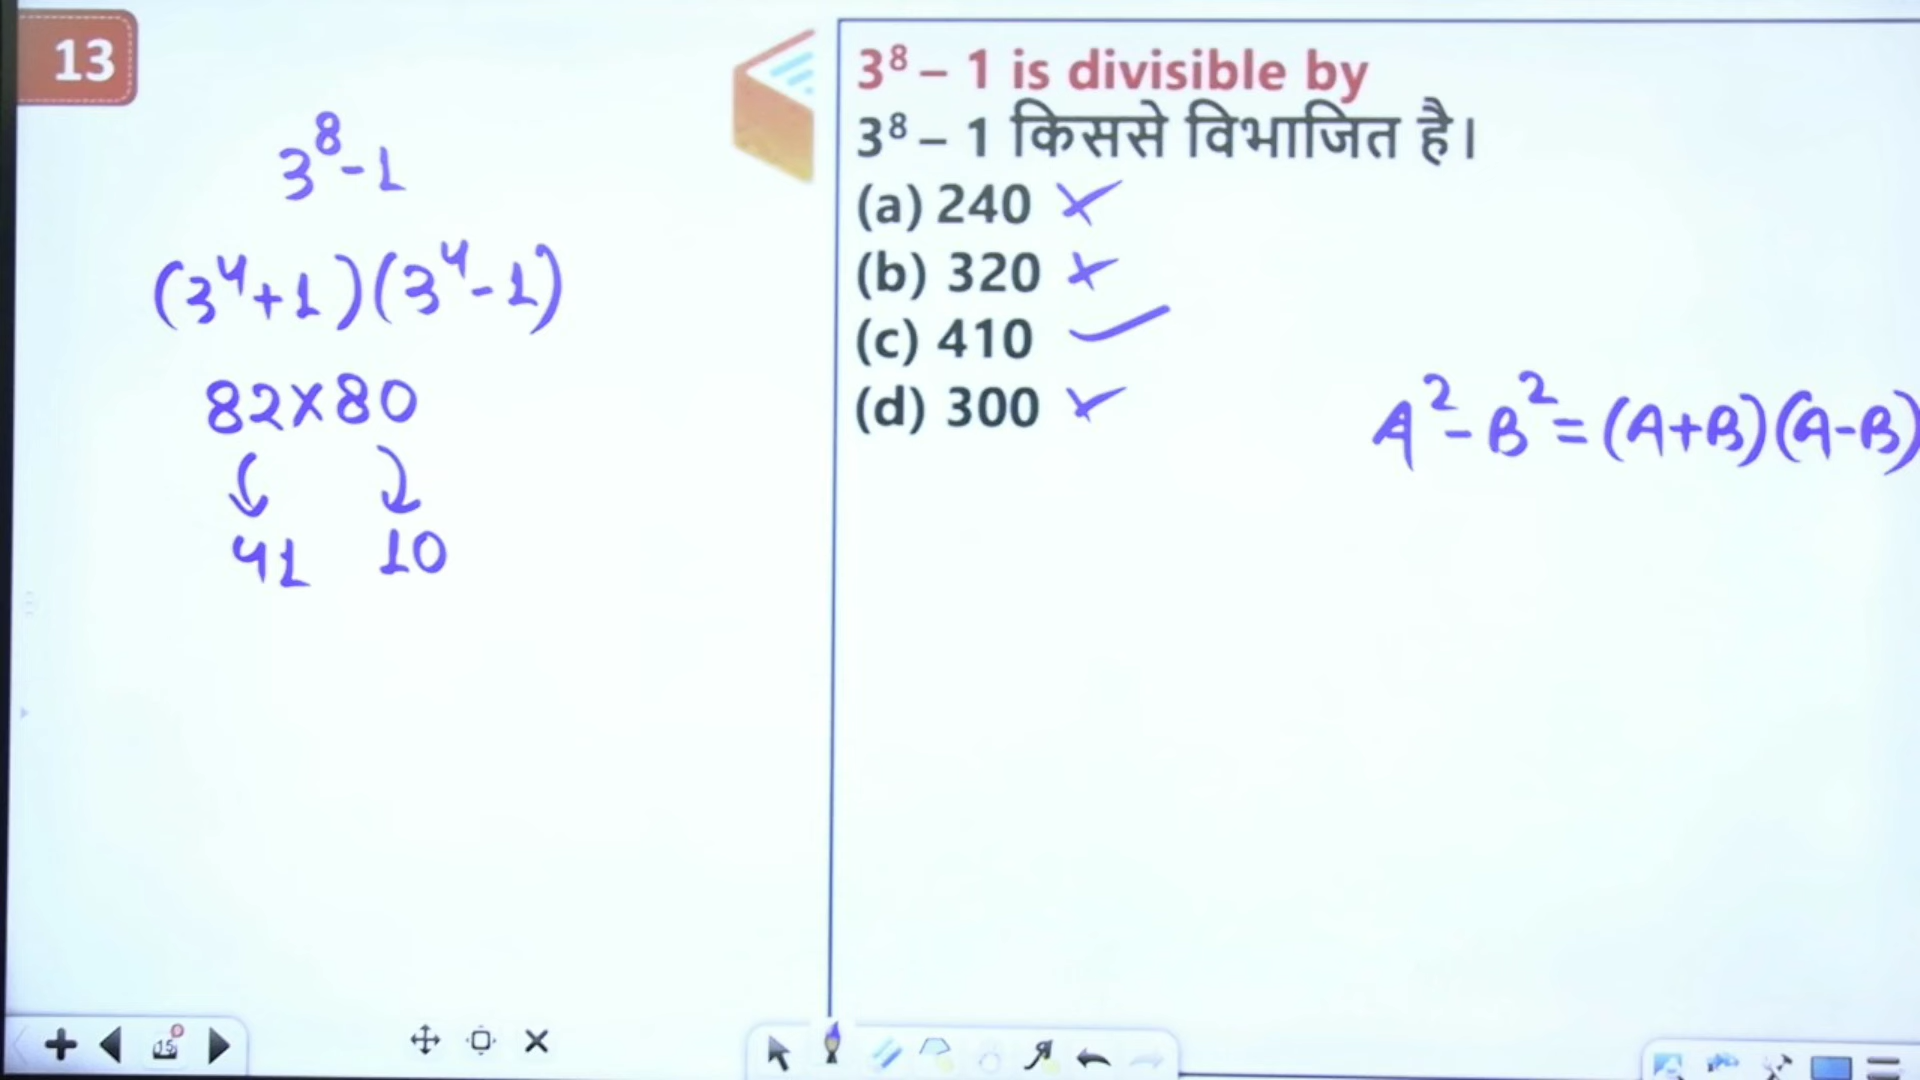 13
3⁸-1
(3⁴+1)(3⁴-1)
82×80
41 10
3⁸ – 1 is divisible by
3⁸ – 1 किससे विभाजित है।
(a) 240
(b) 320
(c) 410
(d) 300
A²-B²=(A+B)(A-B)
15